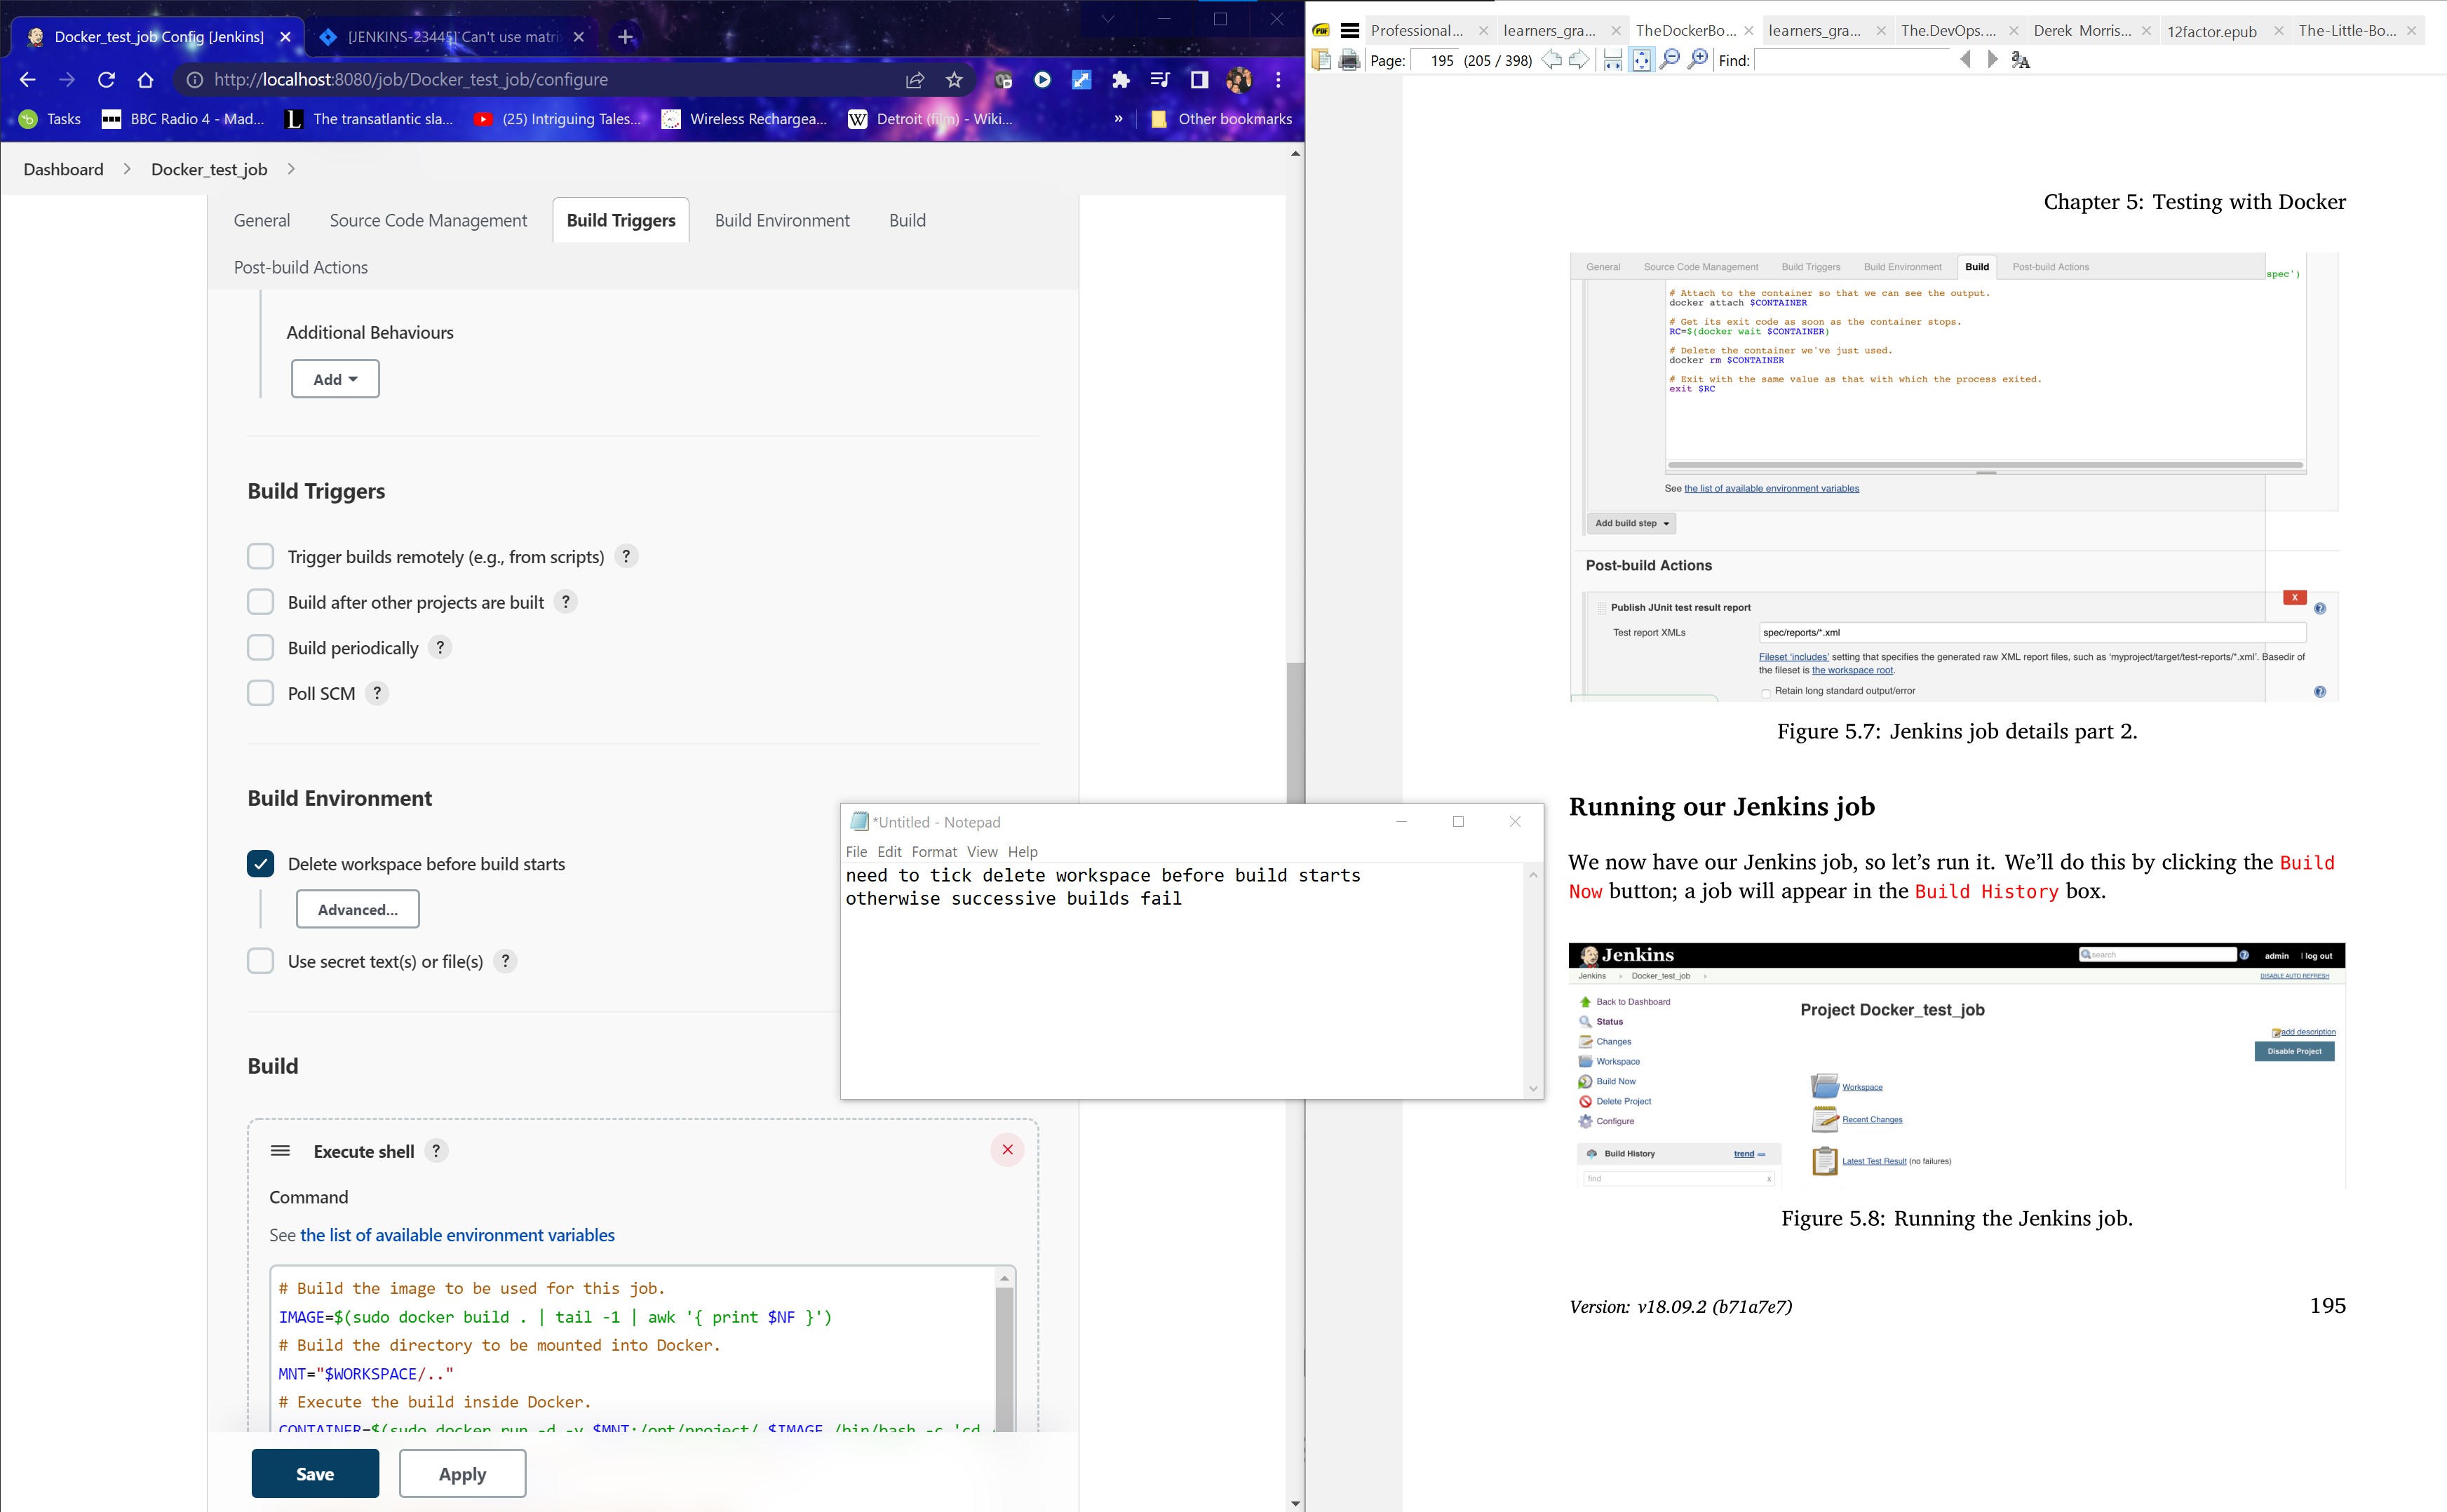 Docker_test_job Config [Jenkins]
[JENKINS-23445] Can't use matri
http://localhost:8080/job/Docker_test_job/configure
Tasks
BBC Radio 4 - Mad...
The transatlantic sla...
(25) Intriguing Tales...
Wireless Rechargea...
Detroit (film) - Wiki...
»
Other bookmarks
Dashboard
Docker_test_job
General
Source Code Management
Build Triggers
Build Environment
Build
Post-build Actions
Additional Behaviours
Add
Build Triggers
Trigger builds remotely (e.g., from scripts) ?
Build after other projects are built ?
Build periodically ?
Poll SCM ?
Build Environment
Delete workspace before build starts
Advanced...
Use secret text(s) or file(s) ?
Build
Execute shell ?
Command
See the list of available environment variables
# Build the image to be used for this job.
IMAGE=$(sudo docker build . | tail -1 | awk '{ print $NF }')
# Build the directory to be mounted into Docker.
MNT="$WORKSPACE/.."
# Execute the build inside Docker.
CONTAINER=$(sudo docker run -d -v $MNT:/opt/project/ $IMAGE /bin/bash -c 'cd
Save
Apply
*Untitled - Notepad
File Edit Format View Help
need to tick delete workspace before build starts
otherwise successive builds fail
PDF
Professional...
learners_gra...
TheDockerBo...
learners_gra...
The.DevOps....
Derek Morris...
12factor.epub
The-Little-Bo...
Page: 195 (205 / 398)
Find:
Chapter 5: Testing with Docker
General
Source Code Management
Build Triggers
Build Environment
Build
Post-build Actions
spec')
# Attach to the container so that we can see the output.
docker attach $CONTAINER
# Get its exit code as soon as the container stops.
RC=$(docker wait $CONTAINER)
# Delete the container we've just used.
docker rm $CONTAINER
# Exit with the same value as that with which the process exited.
exit $RC
See the list of available environment variables
Add build step
Post-build Actions
X
Publish JUnit test result report
Test report XMLs
spec/reports/*.xml
Fileset 'includes' setting that specifies the generated raw XML report files, such as 'myproject/target/test-reports/*.xml'. Basedir of
the fileset is the workspace root.
Retain long standard output/error
Figure 5.7: Jenkins job details part 2.
Running our Jenkins job
We now have our Jenkins job, so let's run it. We'll do this by clicking the Build
Now button; a job will appear in the Build History box.
Jenkins
search
admin
| log out
Jenkins
Docker_test_job
DISABLE AUTO REFRESH
Back to Dashboard
Status
Changes
Workspace
Build Now
Delete Project
Configure
Build History
trend
find
x
Project Docker_test_job
add description
Disable Project
Workspace
Recent Changes
Latest Test Result (no failures)
Figure 5.8: Running the Jenkins job.
Version: v18.09.2 (b71a7e7)
195